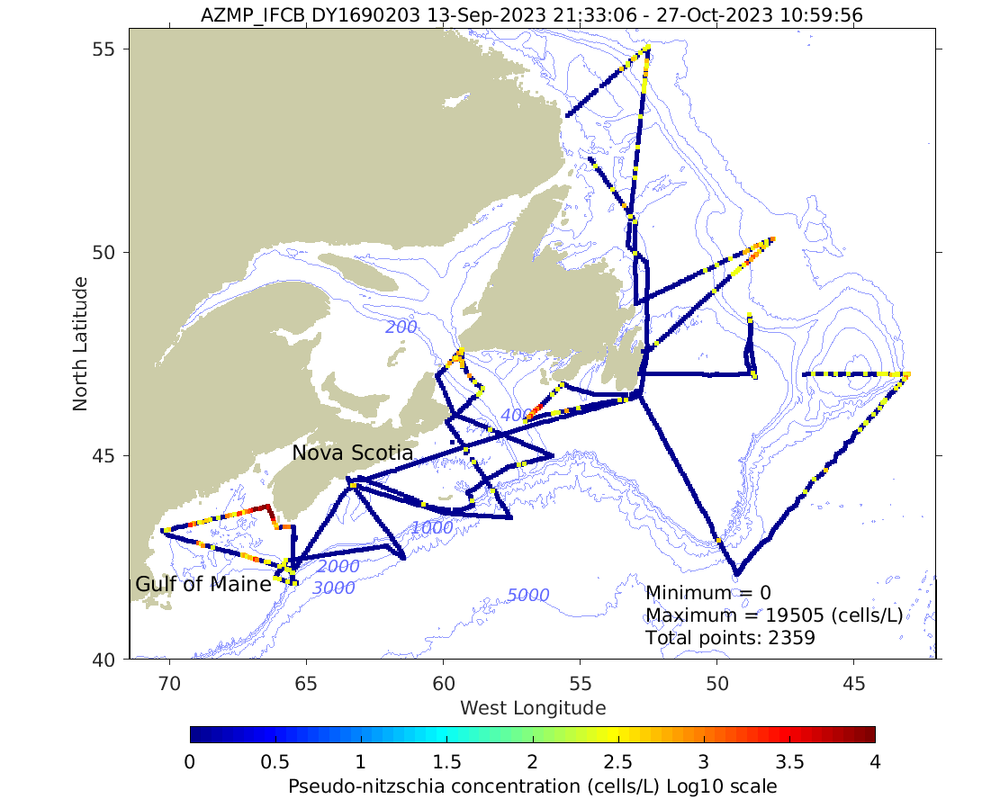 AZMP_IFCB DY1690203 13-Sep-2023 21:33:06 - 27-Oct-2023 10:59:56
55
50
45
40
North Latitude
200
400
Nova Scotia
1000
2000
3000
5000
Gulf of Maine
Minimum = 0
Maximum = 19505 (cells/L)
Total points: 2359
70 65 60 55 50 45
West Longitude
0 0.5 1 1.5 2 2.5 3 3.5 4
Pseudo-nitzschia concentration (cells/L) Log10 scale